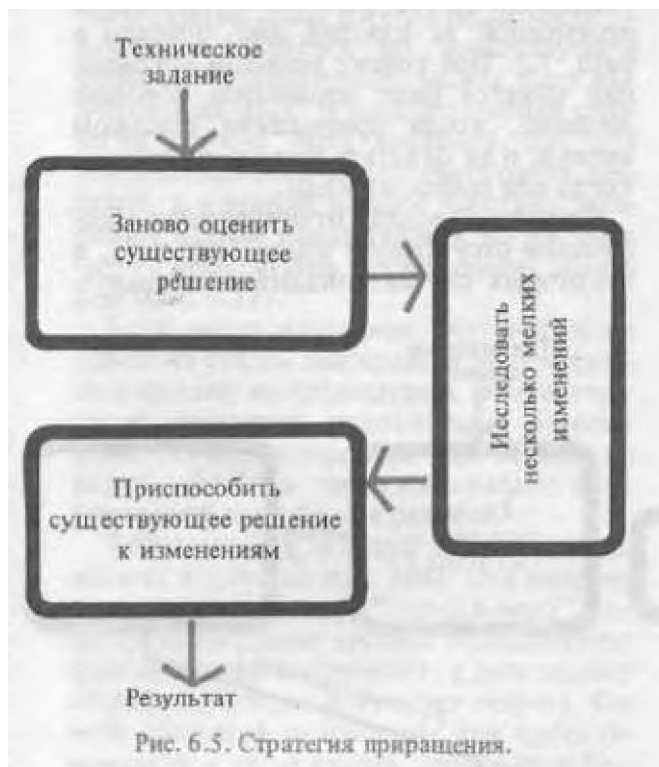 Техническое
задание
Заново оценить
существующее
решение
Исследовать
несколько мелких
изменений
Приспособить
существующее решение
к изменениям
Результат
Рис. 6.5. Стратегия приращения.